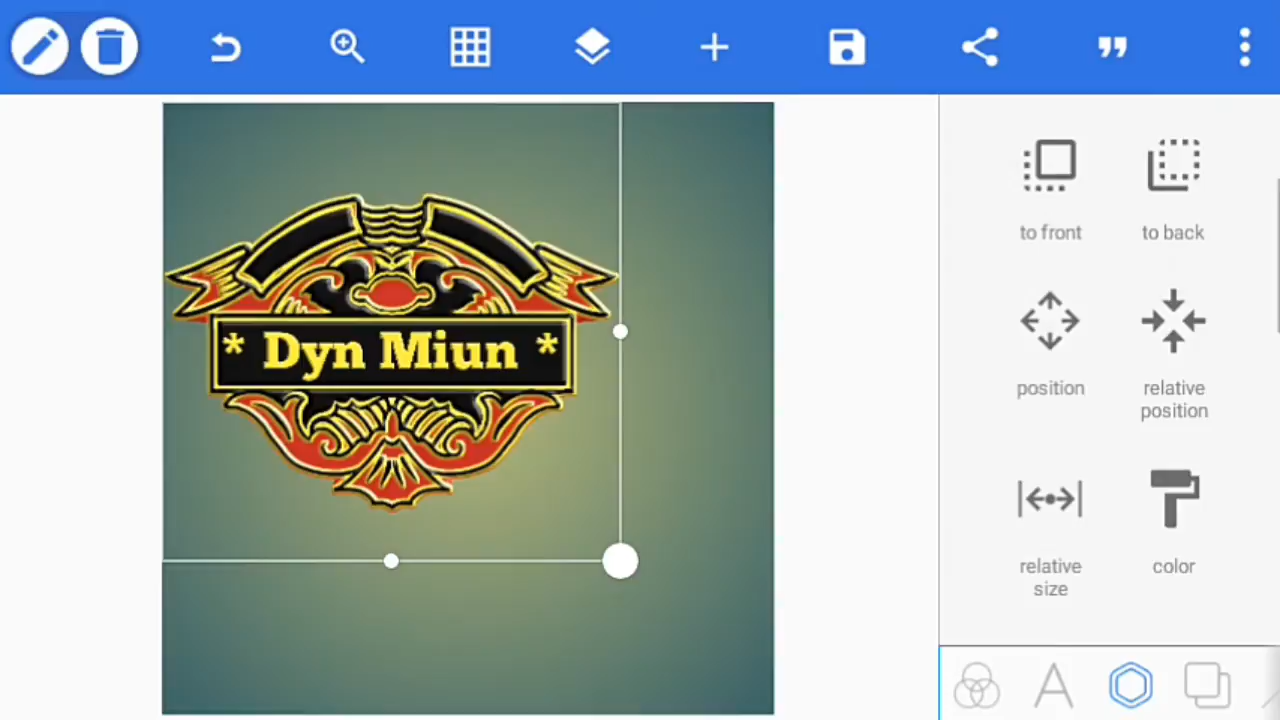 to front
to back
* Dyn Miun *
position
relative
position
relative
size
color